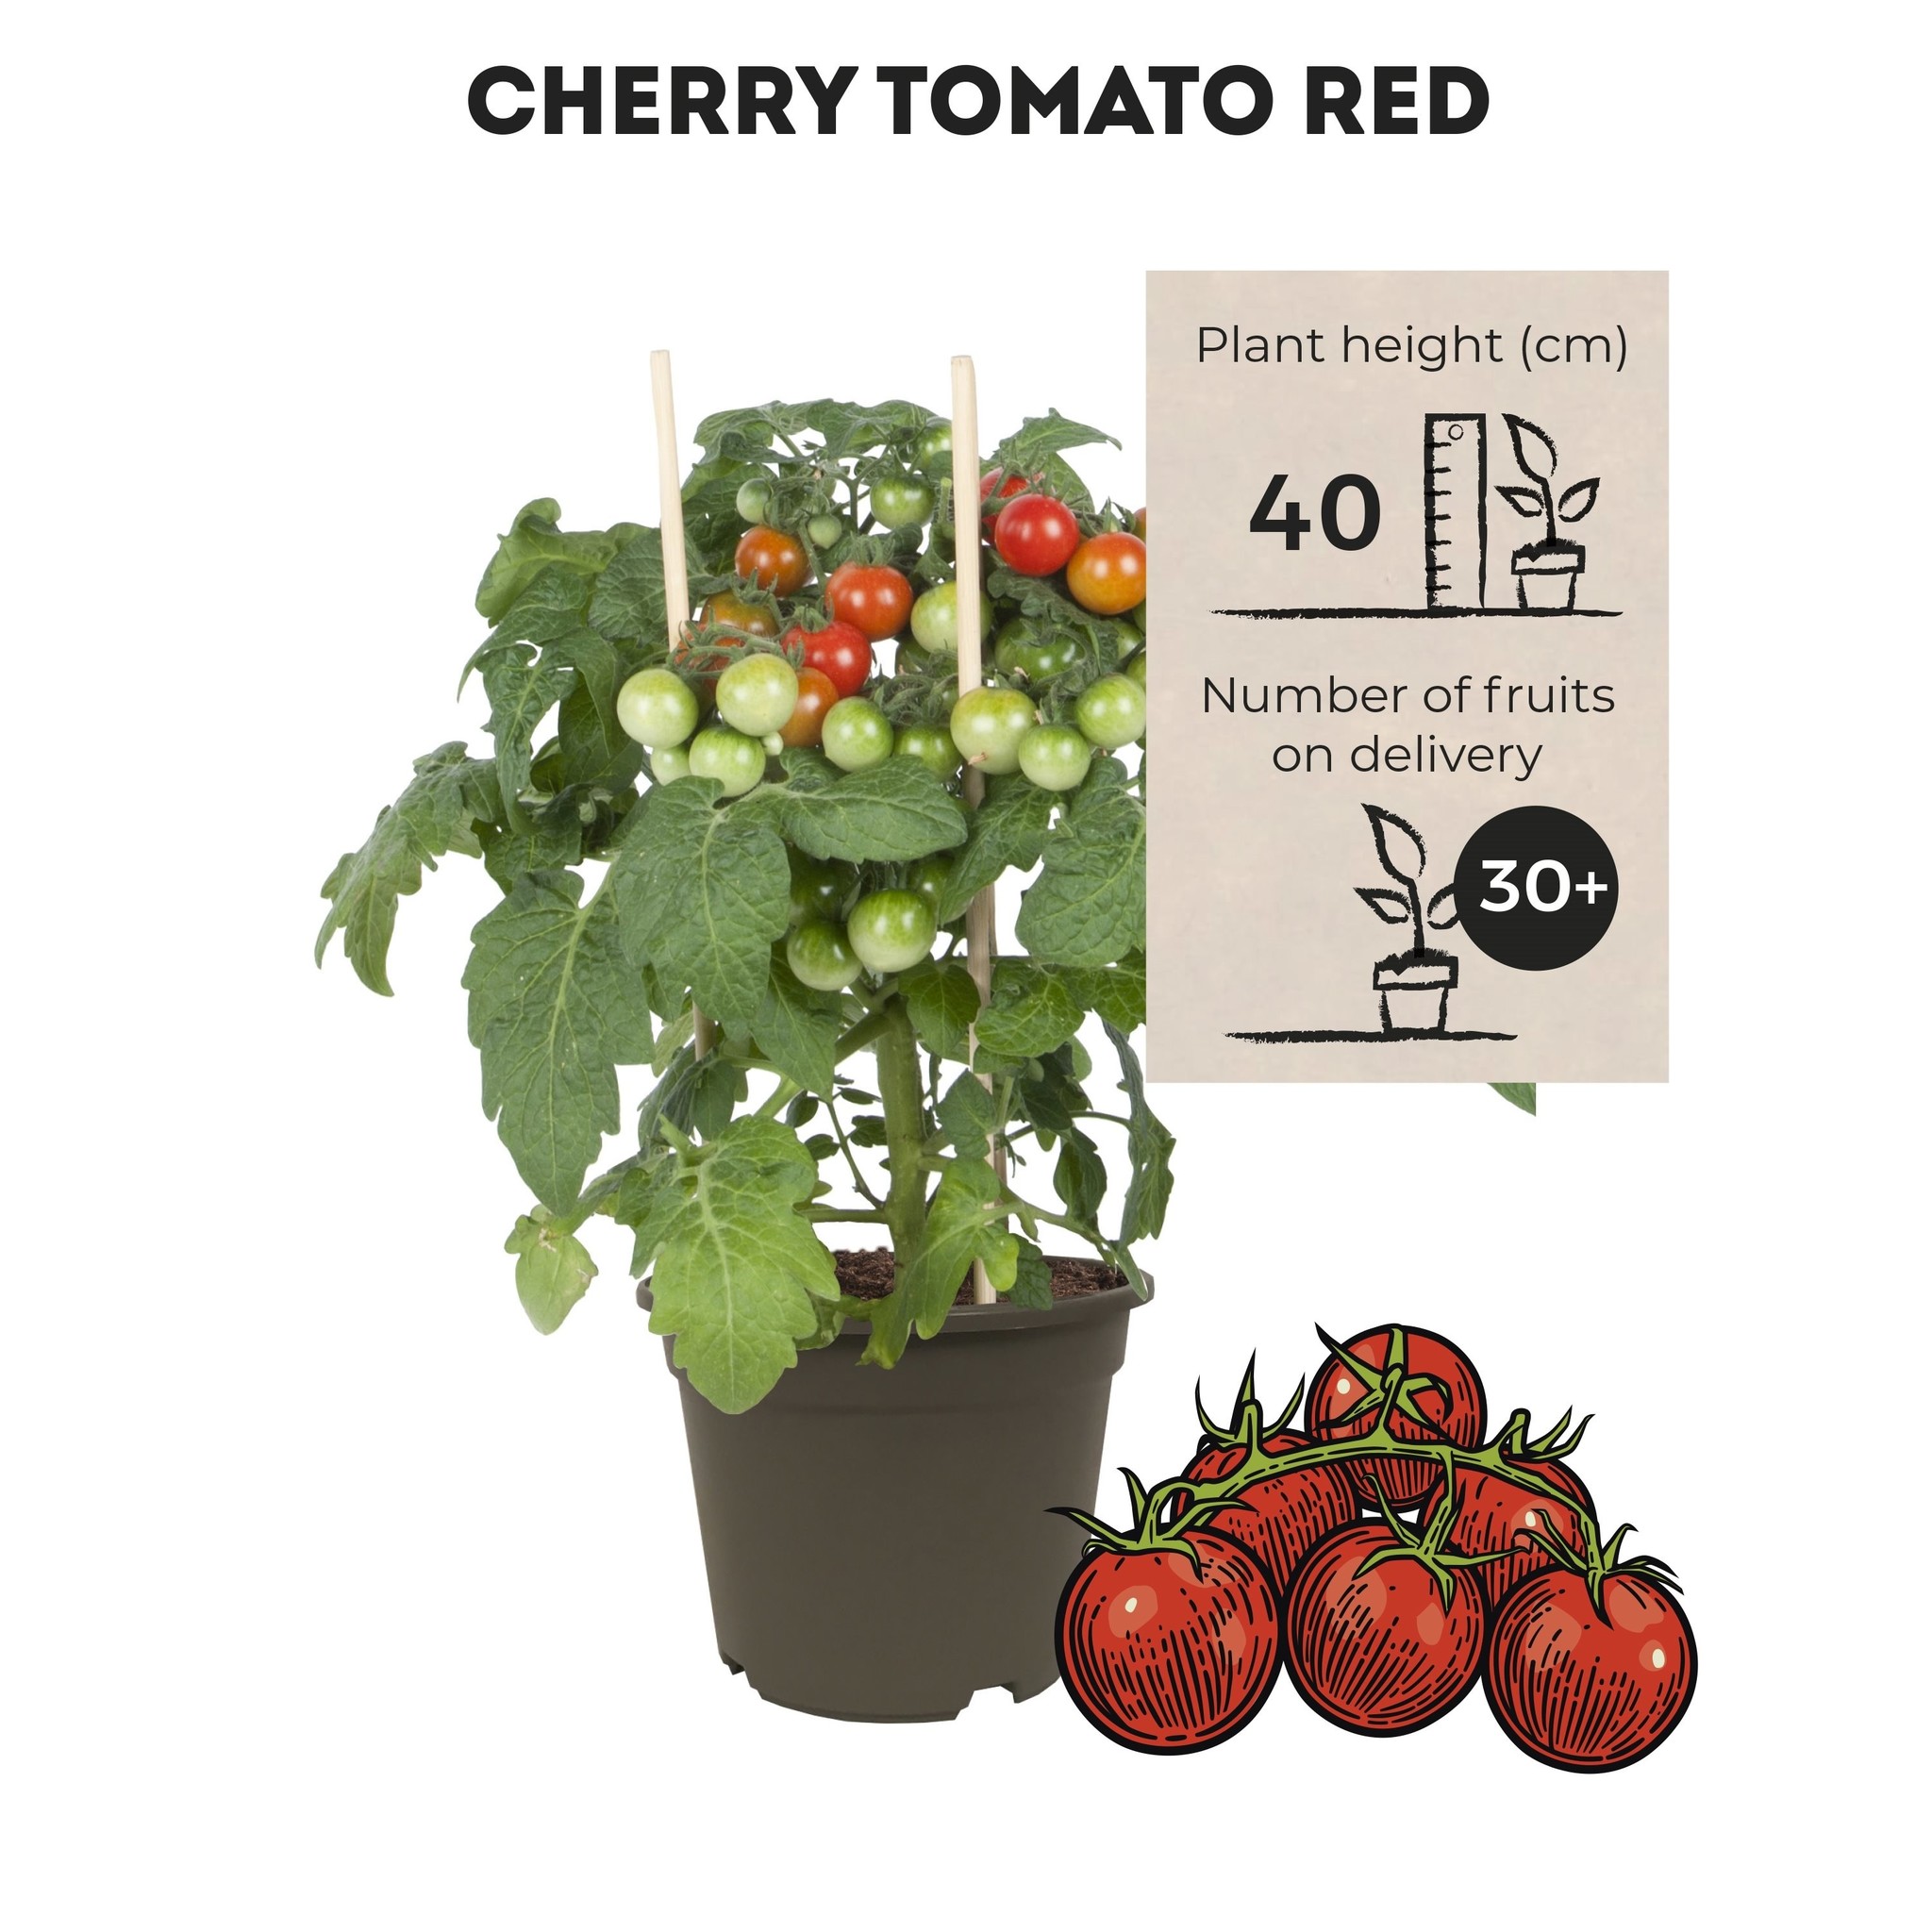 CHERRY TOMATO RED
Plant height (cm)
40
Number of fruits
on delivery
30+